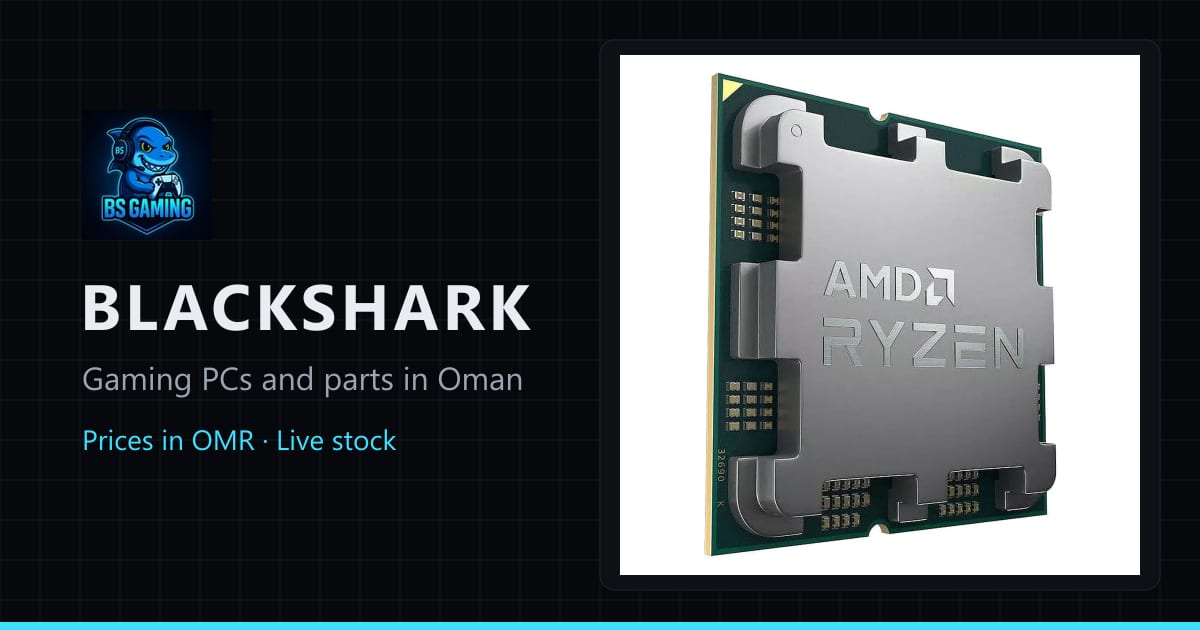 BS
BS GAMING
BLACKSHARK
Gaming PCs and parts in Oman
Prices in OMR · Live stock
AMD
RYZEN
32690 K